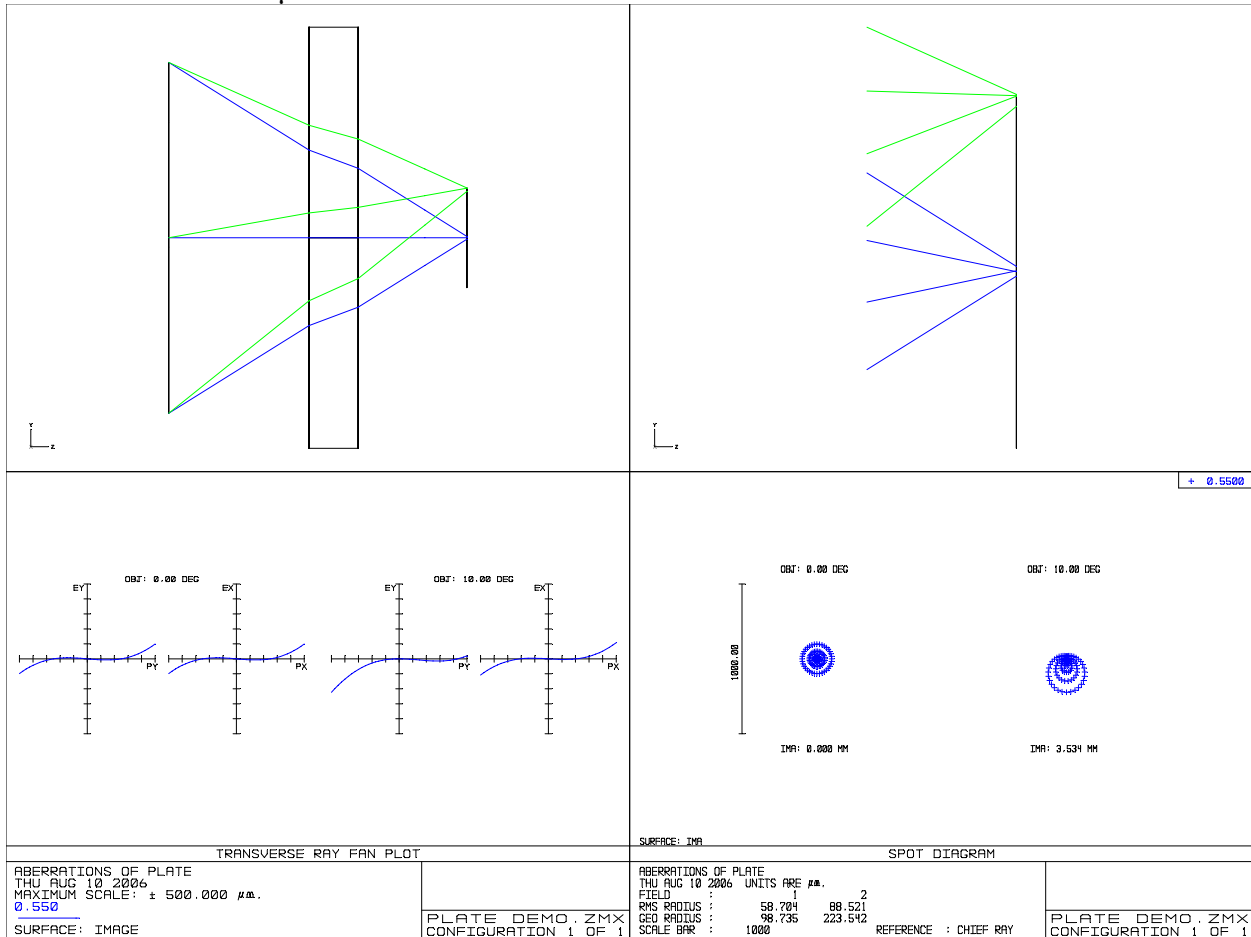 Y
Z
Y
Z
+ 0.5500
OBJ: 0.00 DEG
EY
EX
PY
PX
OBJ: 10.00 DEG
EY
EX
PY
PX
OBJ: 0.00 DEG
OBJ: 10.00 DEG
1000.00
IMA: 0.000 MM
IMA: 3.534 MM
SURFACE: IMA
TRANSVERSE RAY FAN PLOT
ABERRATIONS OF PLATE
THU AUG 10 2006
MAXIMUM SCALE: ± 500.000 µm.
0.550
SURFACE: IMAGE
PLATE DEMO.ZMX
CONFIGURATION 1 OF 1
SPOT DIAGRAM
ABERRATIONS OF PLATE
THU AUG 10 2006 UNITS ARE µm.
FIELD : 1 2
RMS RADIUS : 58.704 88.521
GEO RADIUS : 98.735 223.542
SCALE BAR : 1000 REFERENCE : CHIEF RAY
PLATE DEMO.ZMX
CONFIGURATION 1 OF 1